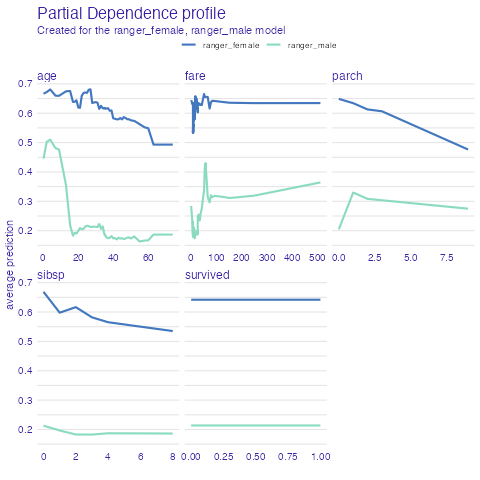 Partial Dependence profile
Created for the ranger_female, ranger_male model
ranger_female ranger_male
age fare parch
0.7
0.6
0.5
0.4
0.3
0.2
0 20 40 60 0 100 200 300 400 500 0.0 2.5 5.0 7.5
average prediction
sibsp survived
0.7
0.6
0.5
0.4
0.3
0.2
0 2 4 6 8 0.00 0.25 0.50 0.75 1.00